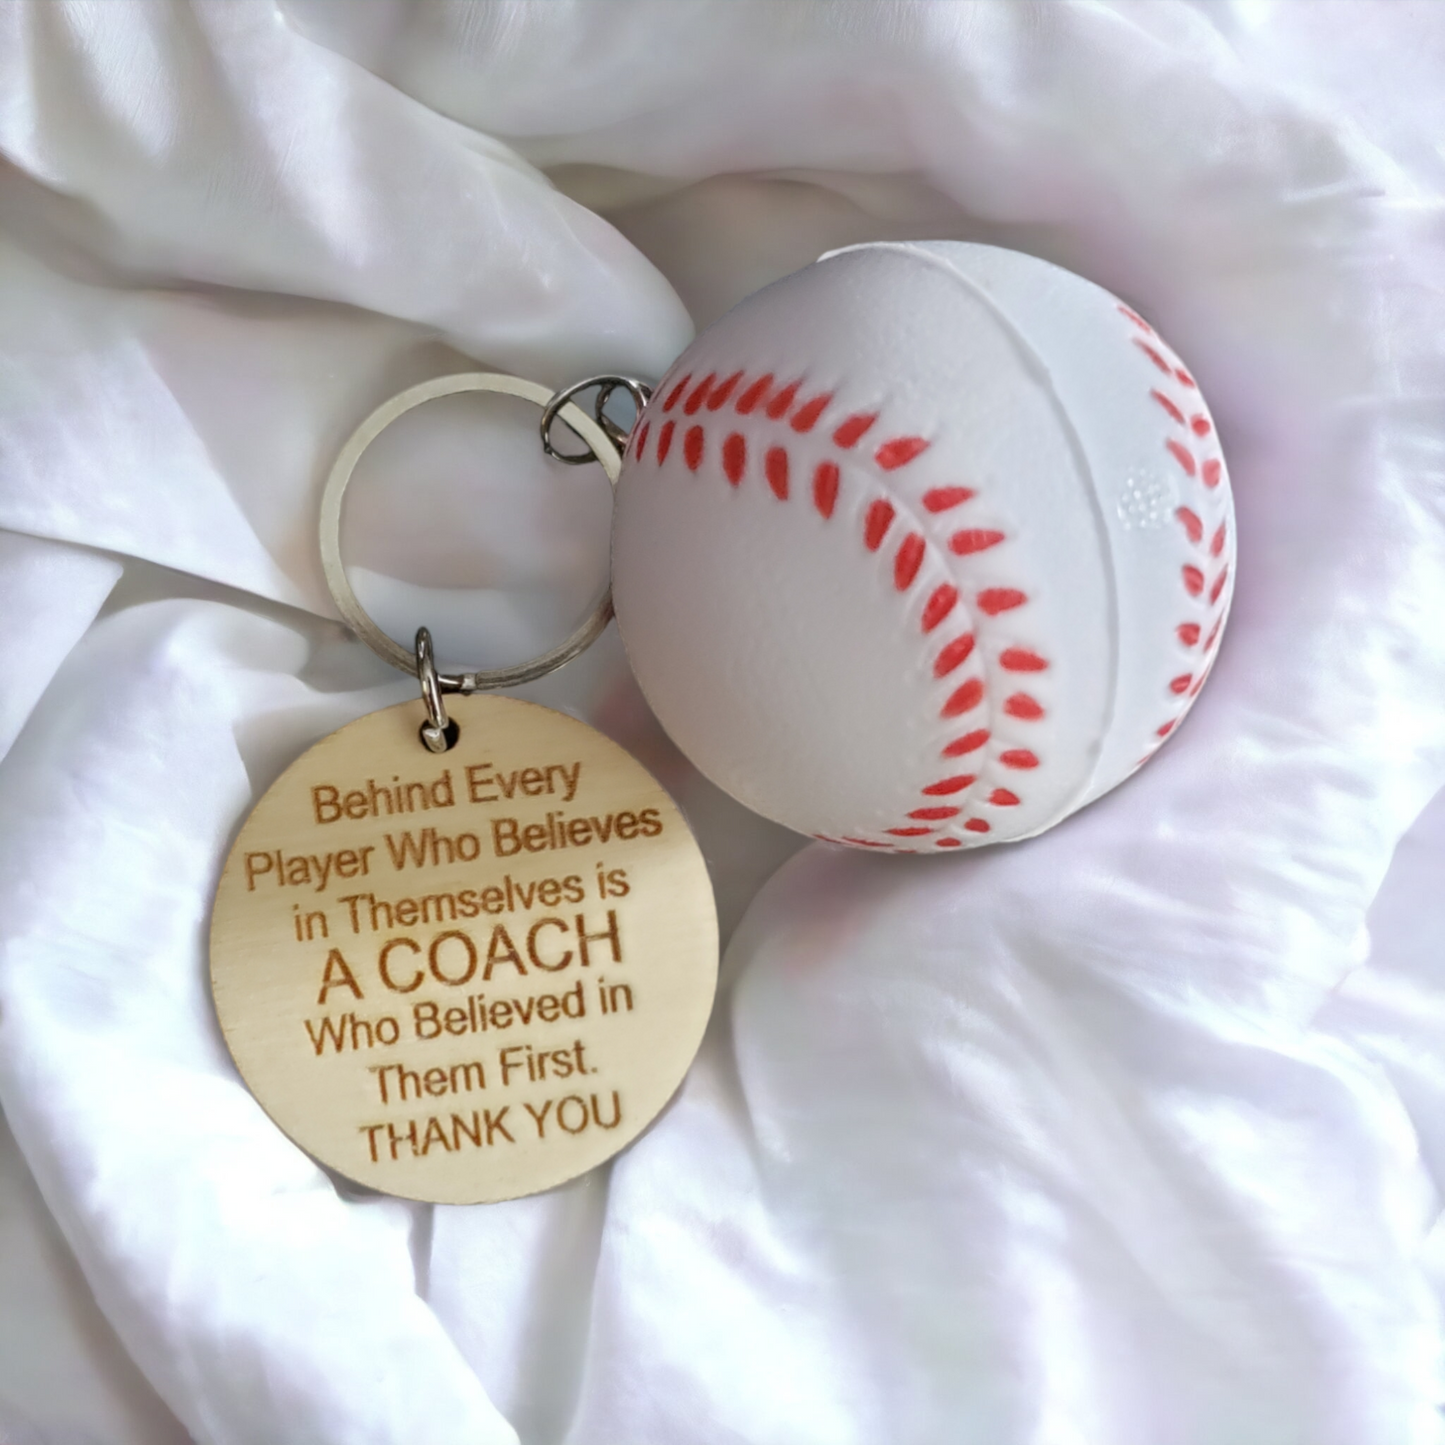 Behind Every
Player Who Believes
in Themselves is
A COACH
Who Believed in
Them First.
THANK YOU